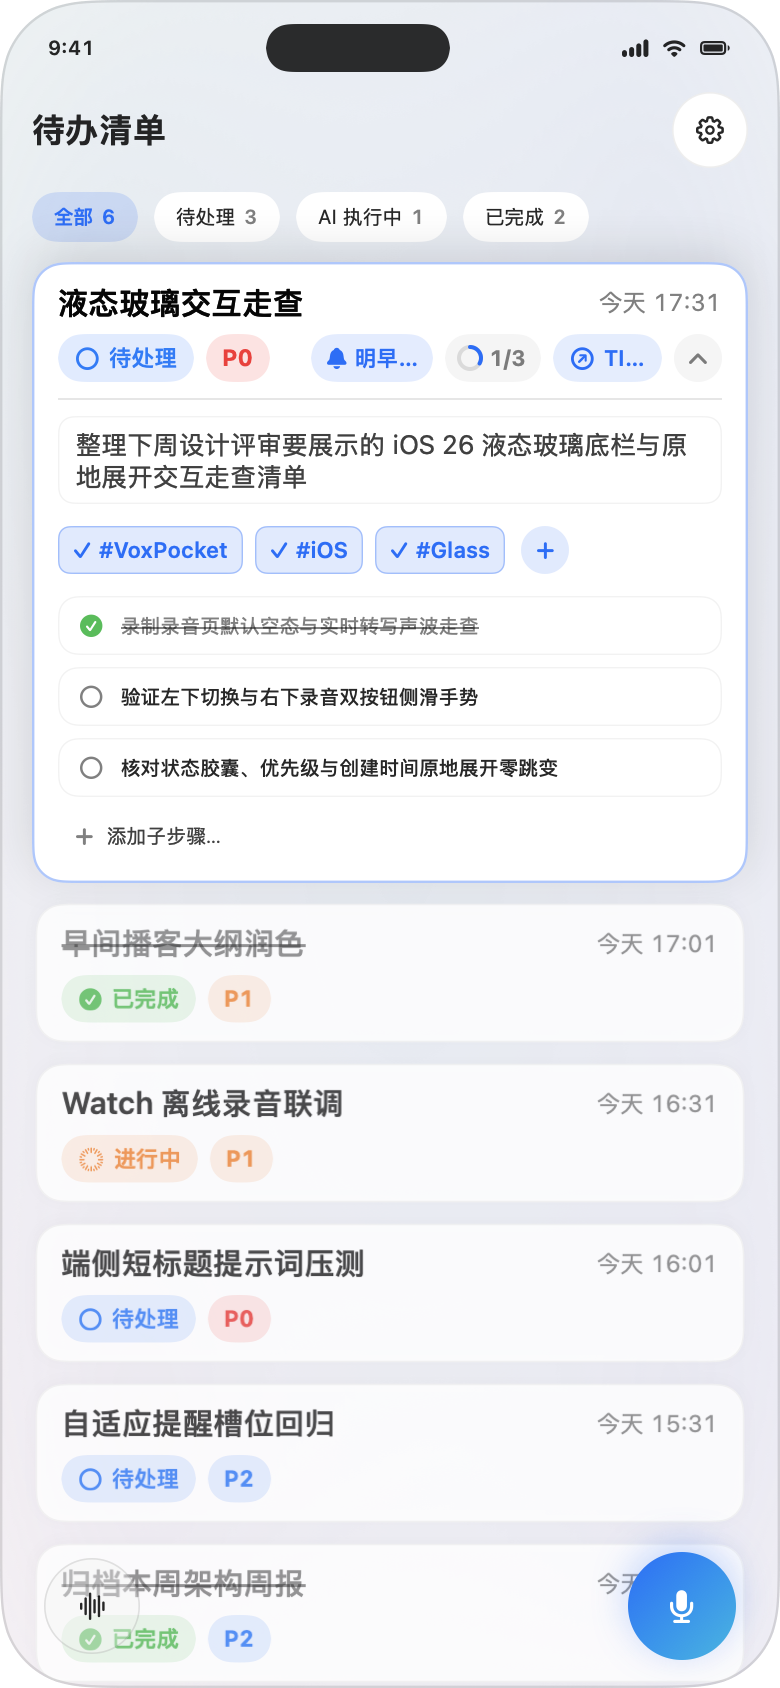 9:41
待办清单
全部 6
待处理 3
AI 执行中 1
已完成 2
液态玻璃交互走查
今天 17:31
待处理
P0
明早...
1/3
TI...
整理下周设计评审要展示的 iOS 26 液态玻璃底栏与原
地展开交互走查清单
#VoxPocket
#iOS
#Glass
录制录音页默认空态与实时转写声波走查
验证左下切换与右下录音双按钮侧滑手势
核对状态胶囊、优先级与创建时间原地展开零跳变
添加子步骤...
早间播客大纲润色
今天 17:01
已完成
P1
Watch 离线录音联调
今天 16:31
进行中
P1
端侧短标题提示词压测
今天 16:01
待处理
P0
自适应提醒槽位回归
今天 15:31
待处理
P2
归档本周架构周报
今
已完成
P2